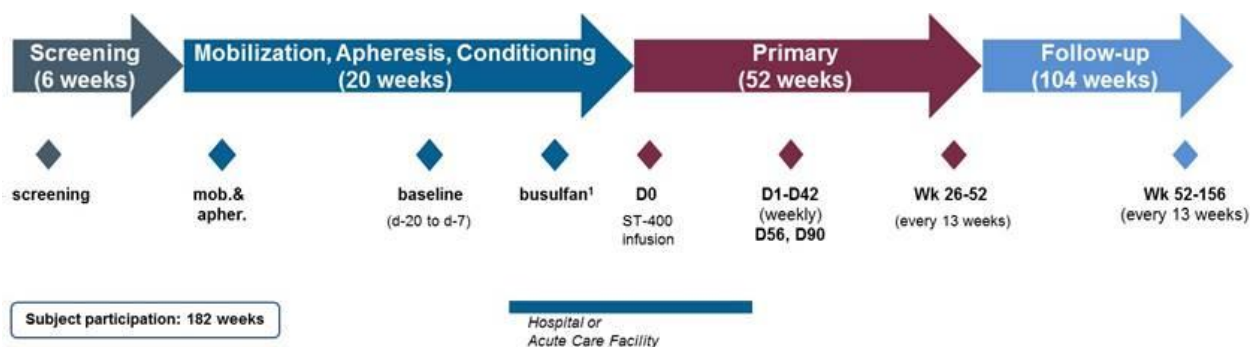 Screening
(6 weeks)
Mobilization, Apheresis, Conditioning
(20 weeks)
Primary
(52 weeks)
Follow-up
(104 weeks)
screening
mob.&
apher.
baseline
(d-20 to d-7)
busulfan¹
D0
ST-400
infusion
D1-D42
(weekly)
D56, D90
Wk 26-52
(every 13 weeks)
Wk 52-156
(every 13 weeks)
Subject participation: 182 weeks
Hospital or
Acute Care Facility